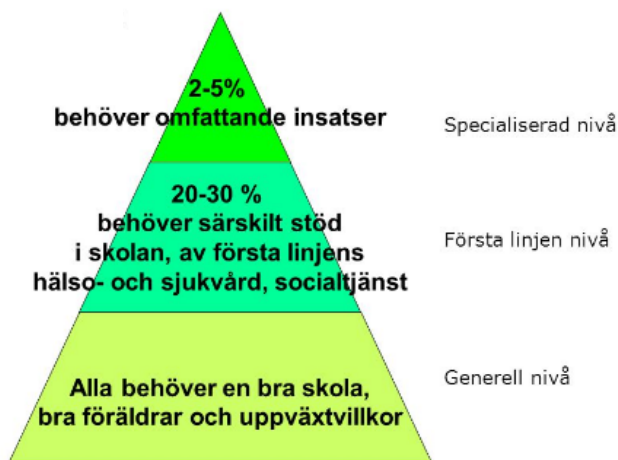 2-5%
behöver omfattande insatser
Specialiserad nivå
20-30 %
behöver särskilt stöd
i skolan, av första linjens
hälso- och sjukvård, socialtjänst
Första linjen nivå
Alla behöver en bra skola,
bra föräldrar och uppväxtvillkor
Generell nivå